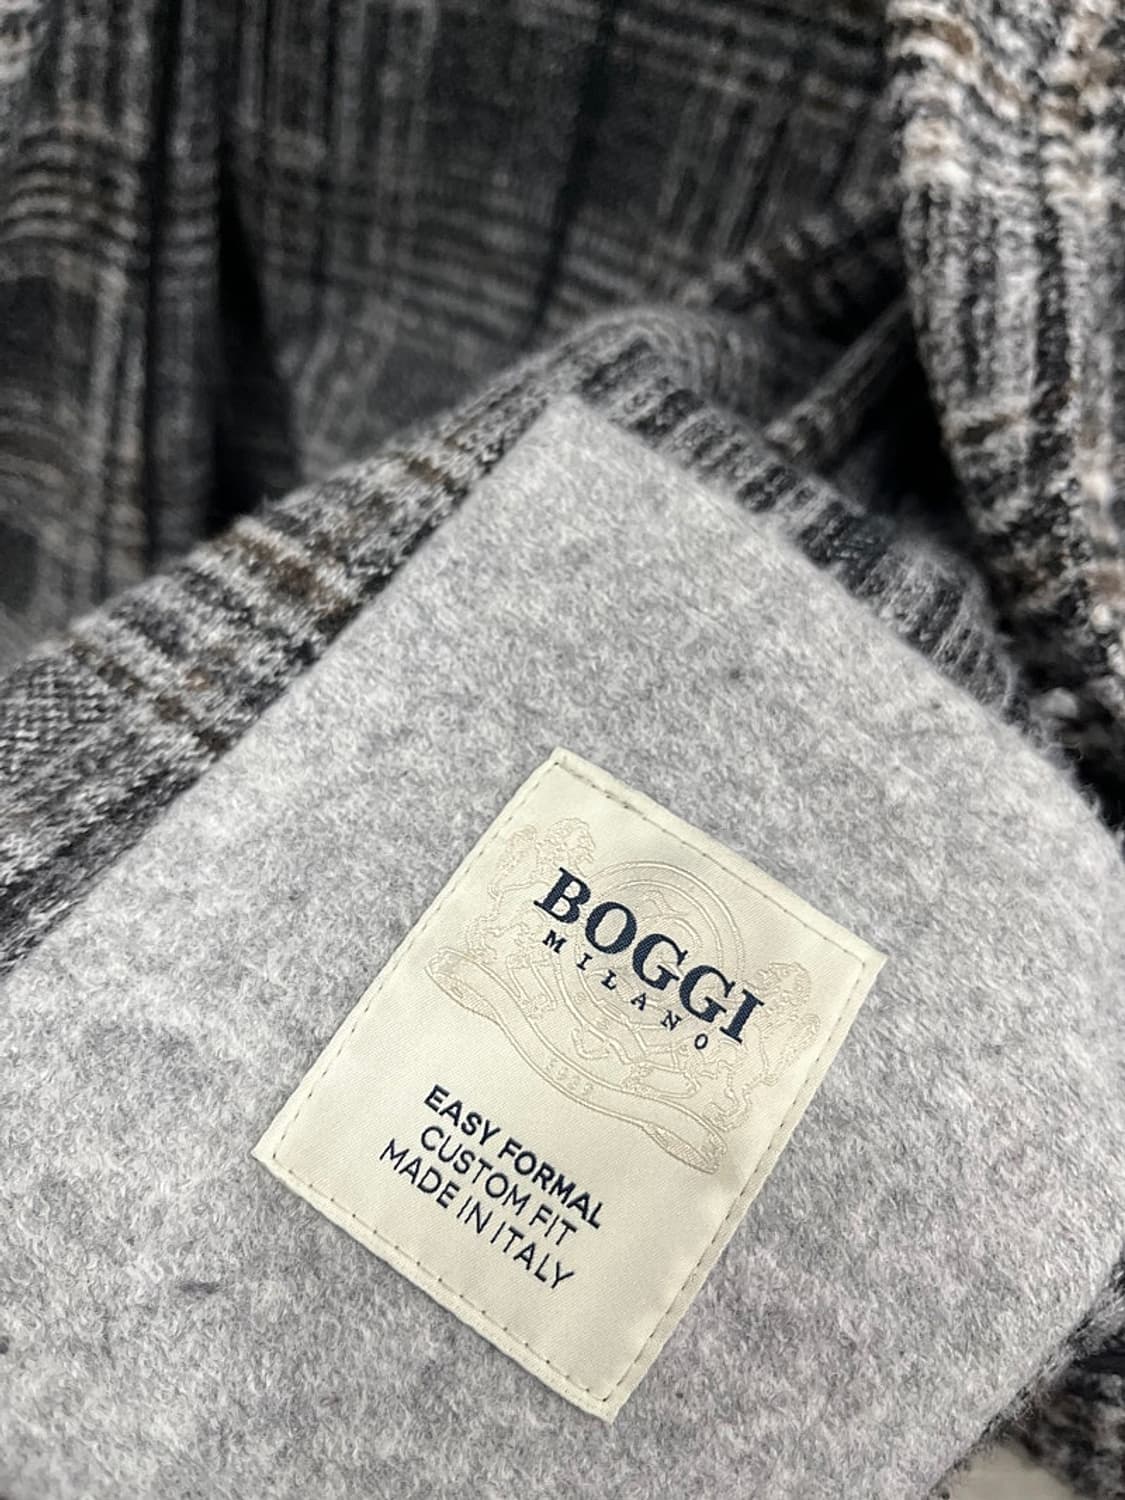 BOGGI
MILANO
EASY FORMAL
CUSTOM FIT
MADE IN ITALY